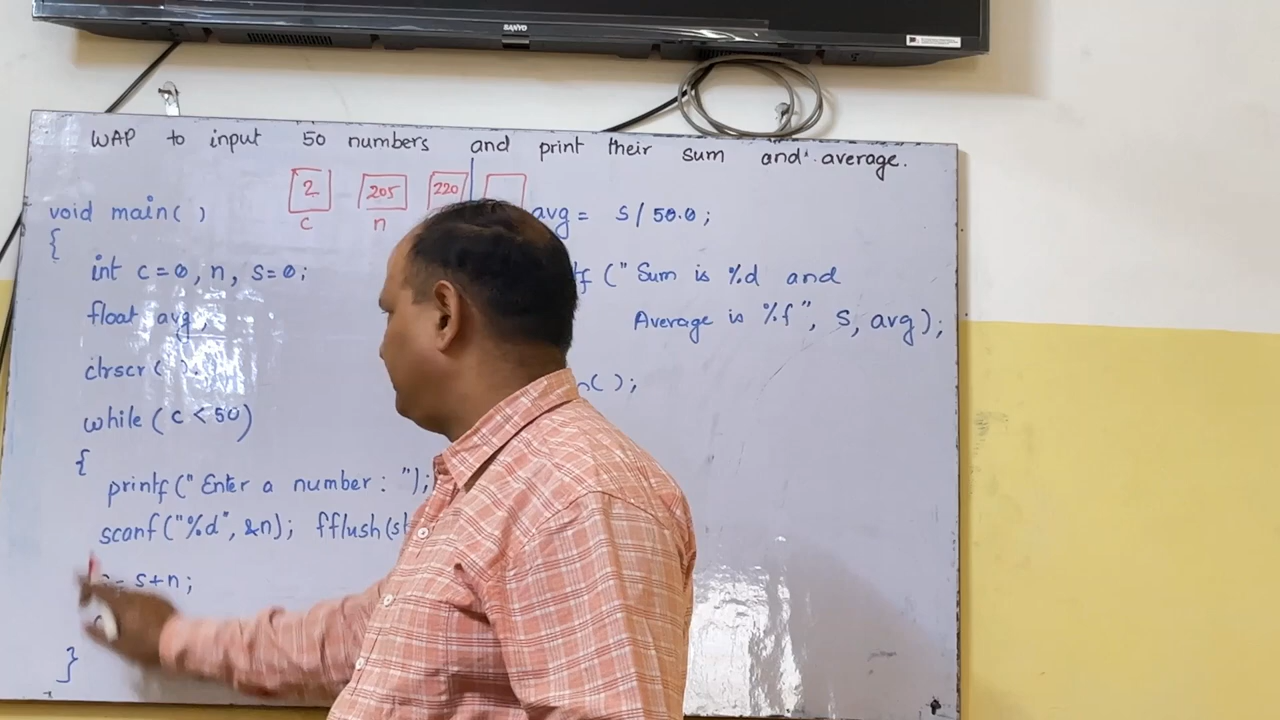 SANYO
WAP to input 50 numbers and print their sum and average.
2 205 220
c n
void main( )
{
int c=0, n, s=0;
float avg;
clrscr( );
while (c < 50)
{
printf("Enter a number : ");
scanf("%d", &n); fflush(st
s+n;
}
avg = s/50.0;
f ("Sum is %d and
Average is %f", s, avg);
( );